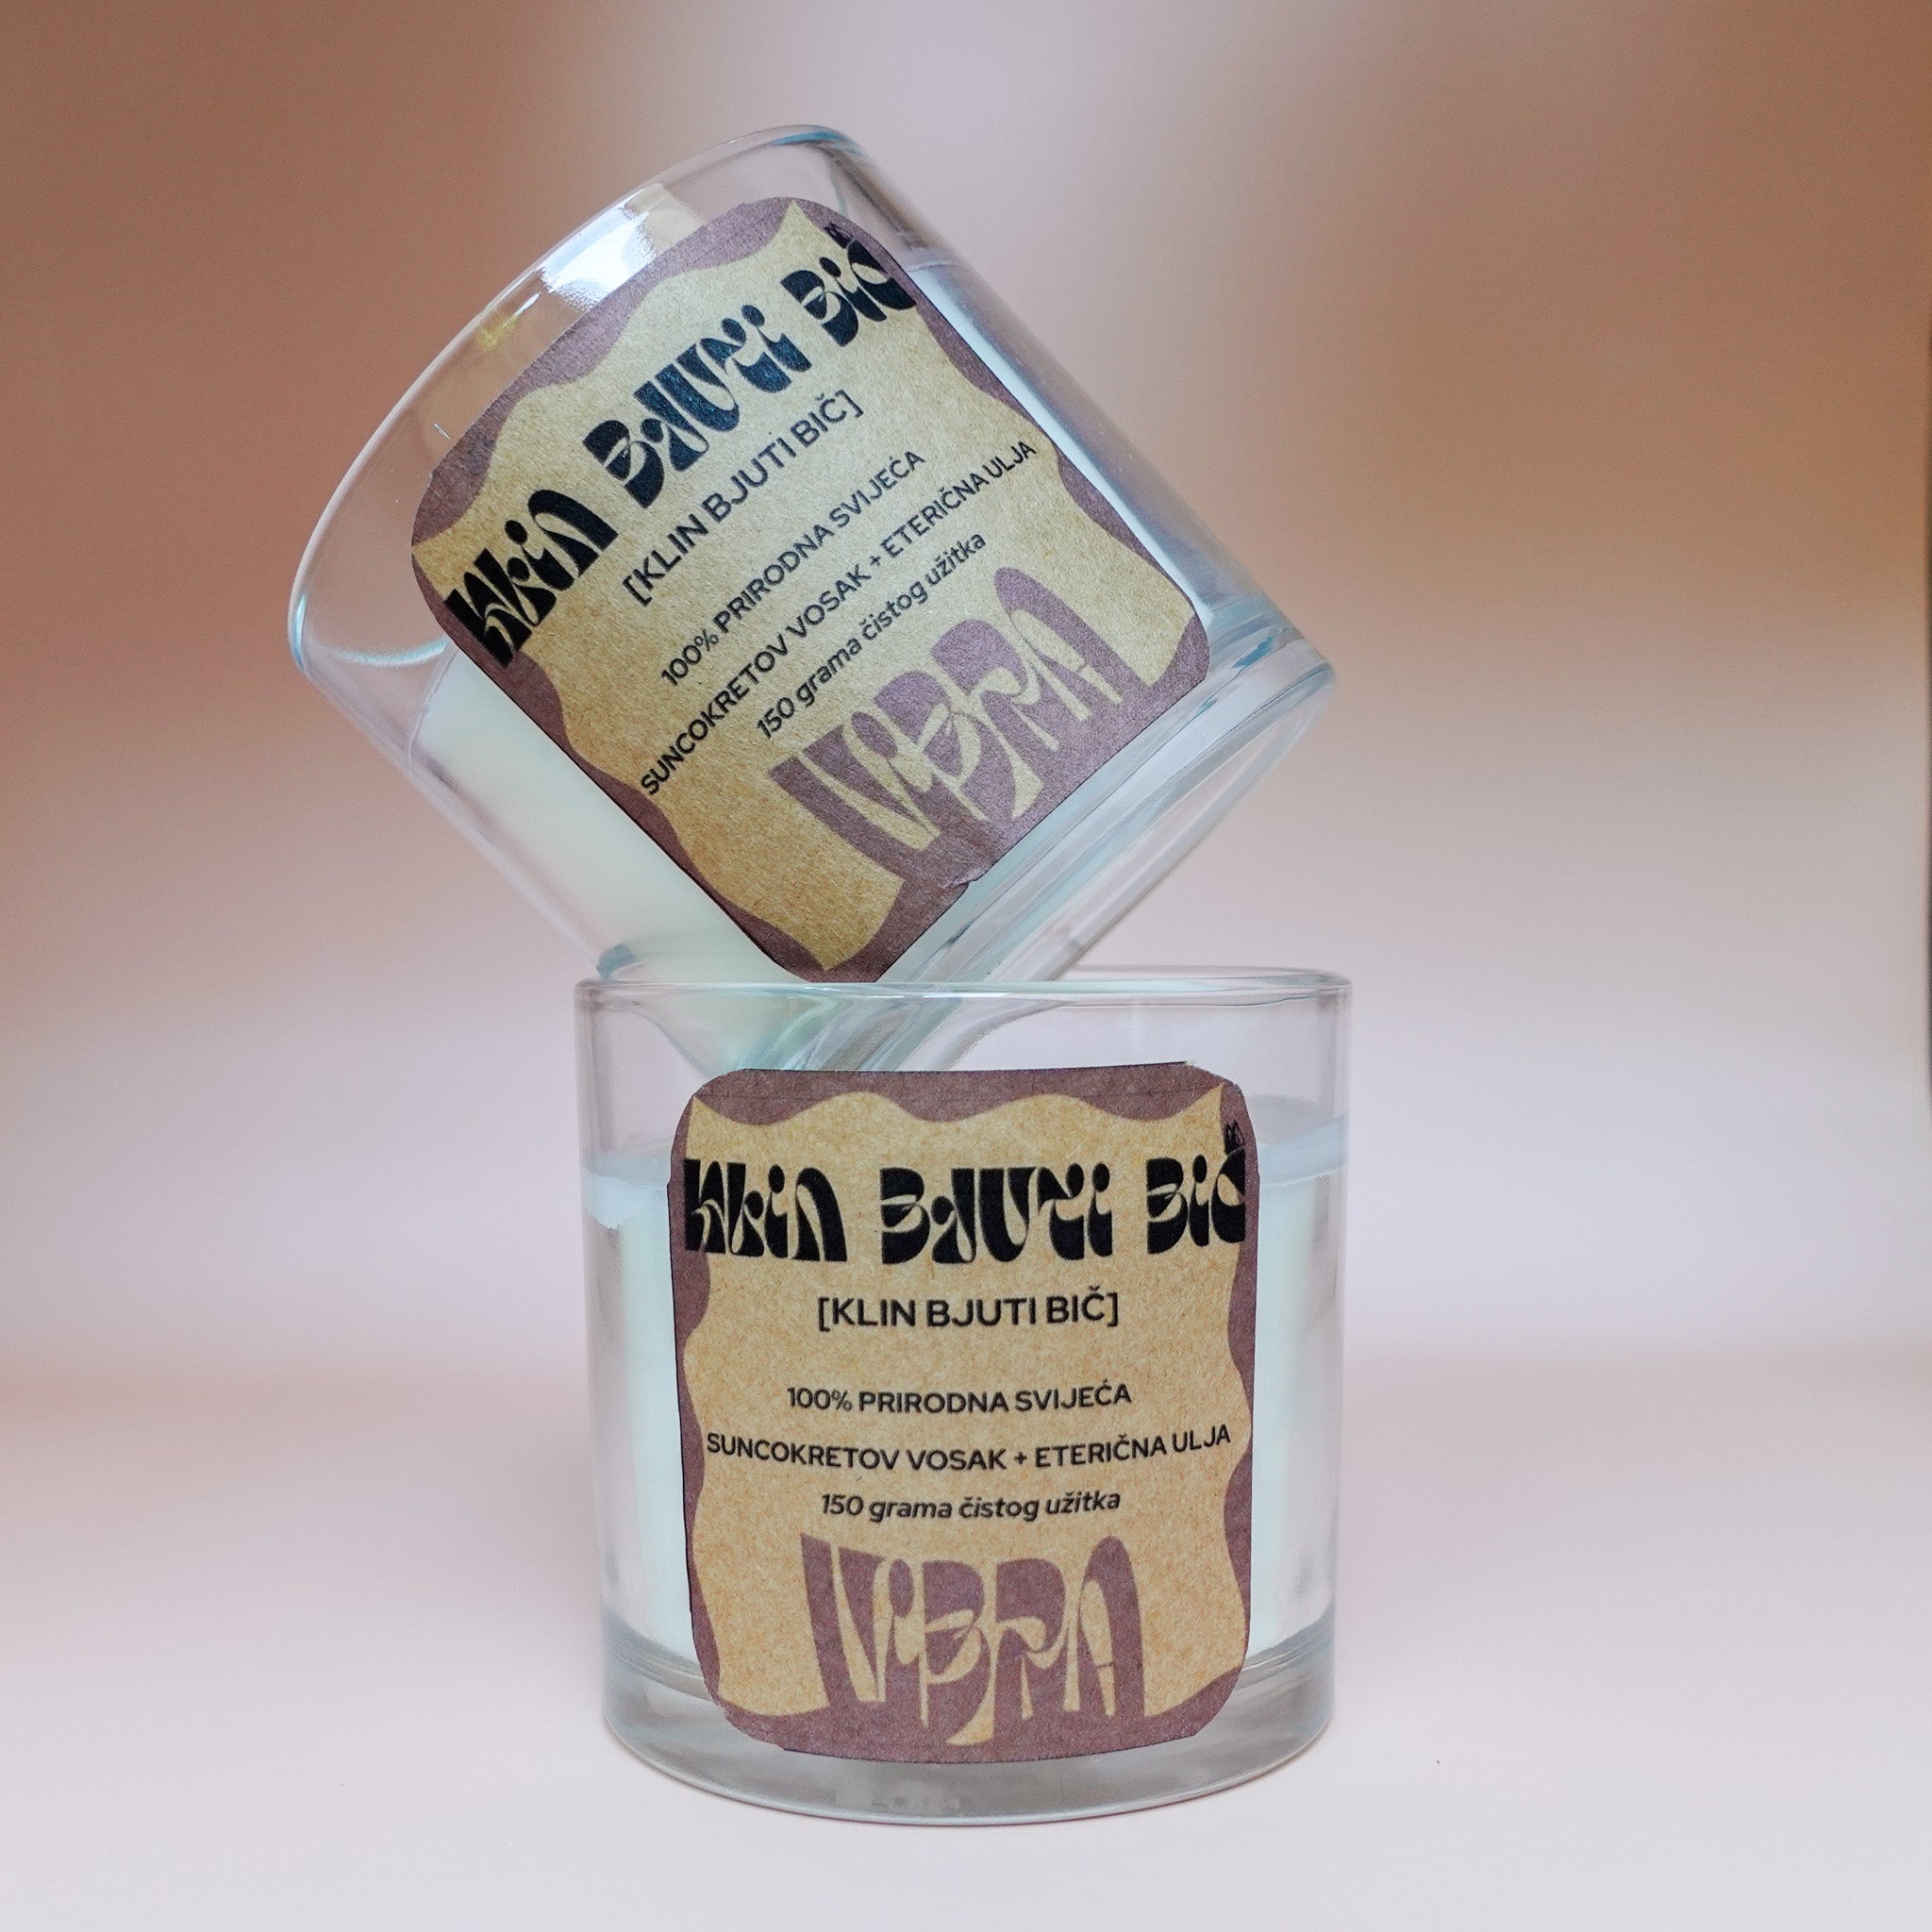 Klin BJUTi Bič
[KLIN BJUTI BIČ]
100% PRIRODNA SVIJEĆA
SUNCOKRETOV VOSAK + ETERIČNA ULJA
150 grama čistog užitka
ViBRA
Klin BJUTi Bič
[KLIN BJUTI BIČ]
100% PRIRODNA SVIJEĆA
SUNCOKRETOV VOSAK + ETERIČNA ULJA
150 grama čistog užitka
ViBRA